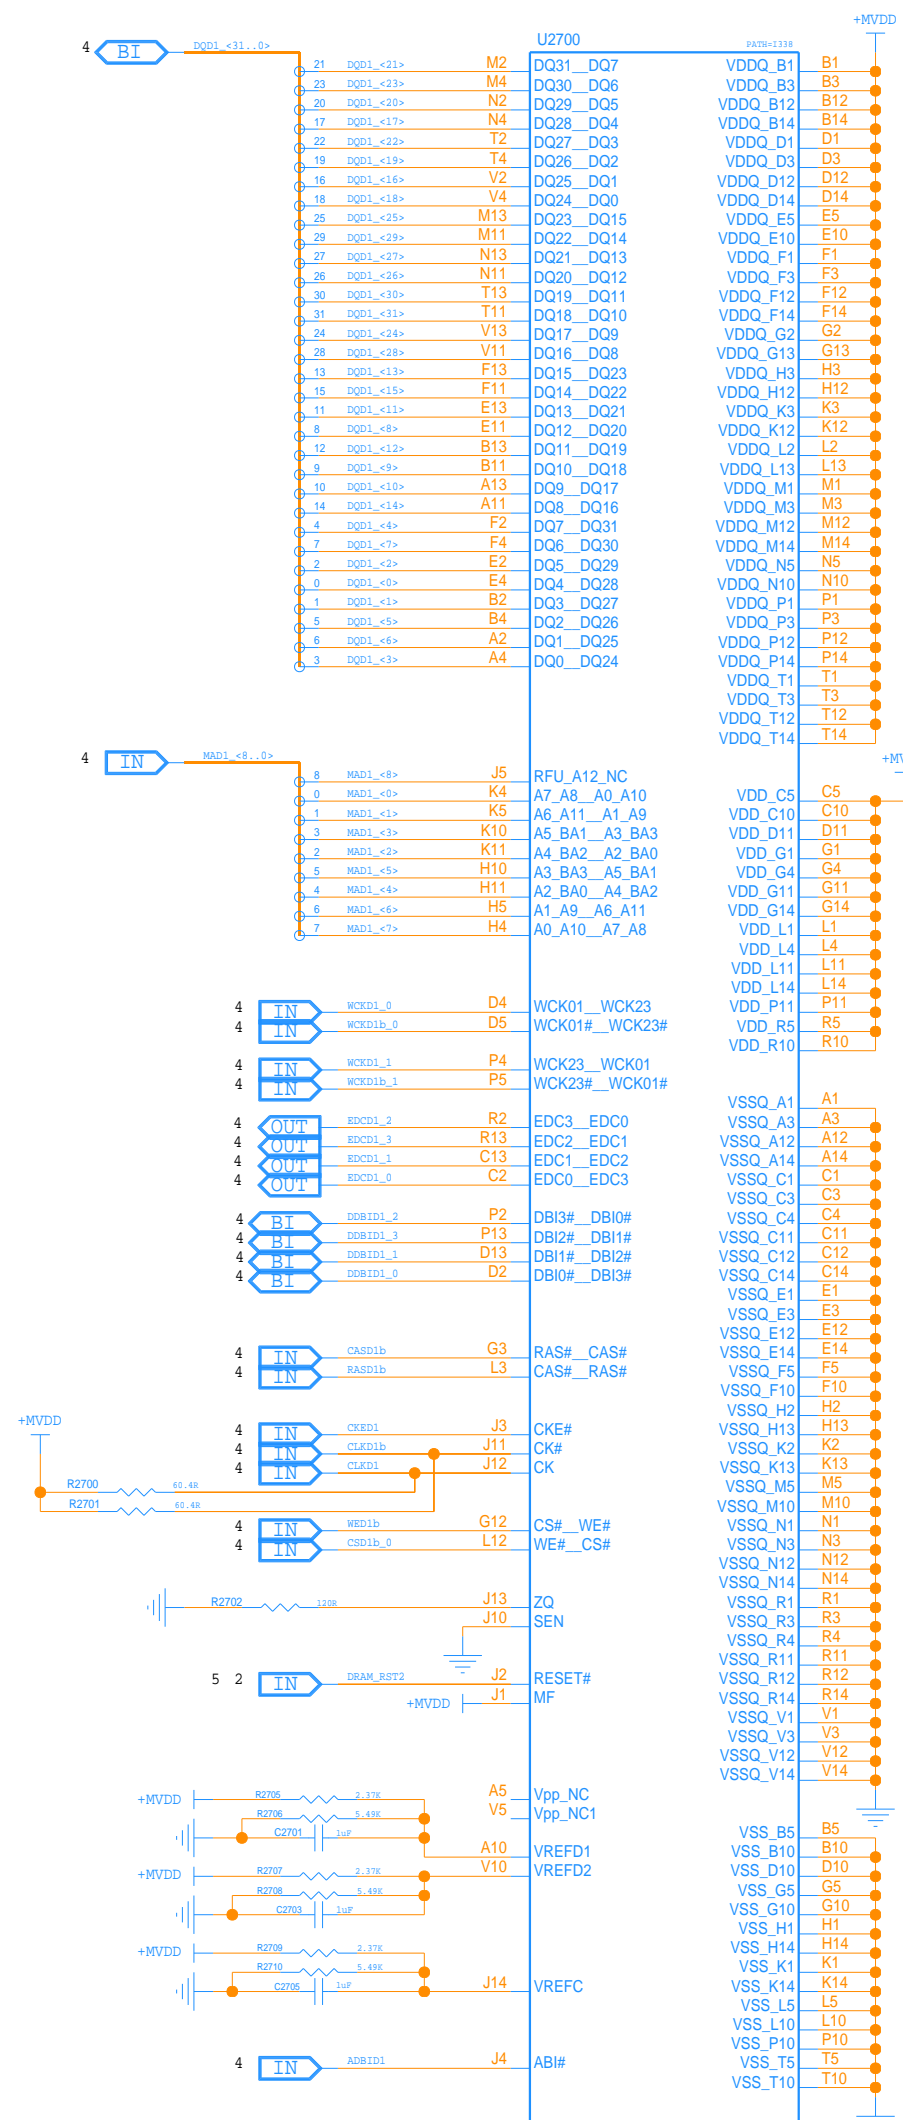 +MVDD
U2700
PATH=I338
4 BI DQD1_<31..0>
21 DQD1_<21> M2 DQ31__DQ7 VDDQ_B1 B1
23 DQD1_<23> M4 DQ30__DQ6 VDDQ_B3 B3
20 DQD1_<20> N2 DQ29__DQ5 VDDQ_B12 B12
17 DQD1_<17> N4 DQ28__DQ4 VDDQ_B14 B14
22 DQD1_<22> T2 DQ27__DQ3 VDDQ_D1 D1
19 DQD1_<19> T4 DQ26__DQ2 VDDQ_D3 D3
16 DQD1_<16> V2 DQ25__DQ1 VDDQ_D12 D12
18 DQD1_<18> V4 DQ24__DQ0 VDDQ_D14 D14
25 DQD1_<25> M13 DQ23__DQ15 VDDQ_E5 E5
29 DQD1_<29> M11 DQ22__DQ14 VDDQ_E10 E10
27 DQD1_<27> N13 DQ21__DQ13 VDDQ_F1 F1
26 DQD1_<26> N11 DQ20__DQ12 VDDQ_F3 F3
30 DQD1_<30> T13 DQ19__DQ11 VDDQ_F12 F12
31 DQD1_<31> T11 DQ18__DQ10 VDDQ_F14 F14
24 DQD1_<24> V13 DQ17__DQ9 VDDQ_G2 G2
28 DQD1_<28> V11 DQ16__DQ8 VDDQ_G13 G13
13 DQD1_<13> F13 DQ15__DQ23 VDDQ_H3 H3
15 DQD1_<15> F11 DQ14__DQ22 VDDQ_H12 H12
11 DQD1_<11> E13 DQ13__DQ21 VDDQ_K3 K3
8 DQD1_<8> E11 DQ12__DQ20 VDDQ_K12 K12
12 DQD1_<12> B13 DQ11__DQ19 VDDQ_L2 L2
9 DQD1_<9> B11 DQ10__DQ18 VDDQ_L13 L13
10 DQD1_<10> A13 DQ9__DQ17 VDDQ_M1 M1
14 DQD1_<14> A11 DQ8__DQ16 VDDQ_M3 M3
4 DQD1_<4> F2 DQ7__DQ31 VDDQ_M12 M12
7 DQD1_<7> F4 DQ6__DQ30 VDDQ_M14 M14
2 DQD1_<2> E2 DQ5__DQ29 VDDQ_N5 N5
0 DQD1_<0> E4 DQ4__DQ28 VDDQ_N10 N10
1 DQD1_<1> B2 DQ3__DQ27 VDDQ_P1 P1
5 DQD1_<5> B4 DQ2__DQ26 VDDQ_P3 P3
6 DQD1_<6> A2 DQ1__DQ25 VDDQ_P12 P12
3 DQD1_<3> A4 DQ0__DQ24 VDDQ_P14 P14
VDDQ_T1 T1
VDDQ_T3 T3
VDDQ_T12 T12
VDDQ_T14 T14
4 IN MAD1_<8..0>
8 MAD1_<8> J5 RFU_A12_NC
0 MAD1_<0> K4 A7_A8__A0_A10 VDD_C5 C5
1 MAD1_<1> K5 A6_A11__A1_A9 VDD_C10 C10
3 MAD1_<3> K10 A5_BA1__A3_BA3 VDD_D11 D11
2 MAD1_<2> K11 A4_BA2__A2_BA0 VDD_G1 G1
5 MAD1_<5> H10 A3_BA3__A5_BA1 VDD_G4 G4
4 MAD1_<4> H11 A2_BA0__A4_BA2 VDD_G11 G11
6 MAD1_<6> H5 A1_A9__A6_A11 VDD_G14 G14
7 MAD1_<7> H4 A0_A10__A7_A8 VDD_L1 L1
VDD_L4 L4
VDD_L11 L11
VDD_L14 L14
4 IN WCKD1_0 D4 WCK01__WCK23 VDD_P11 P11
4 IN WCKD1b_0 D5 WCK01#__WCK23# VDD_R5 R5
VDD_R10 R10
4 IN WCKD1_1 P4 WCK23__WCK01
4 IN WCKD1b_1 P5 WCK23#__WCK01#
VSSQ_A1 A1
4 OUT EDCD1_2 R2 EDC3__EDC0 VSSQ_A3 A3
4 OUT EDCD1_3 R13 EDC2__EDC1 VSSQ_A12 A12
4 OUT EDCD1_1 C13 EDC1__EDC2 VSSQ_A14 A14
4 OUT EDCD1_0 C2 EDC0__EDC3 VSSQ_C1 C1
VSSQ_C3 C3
4 BI DDBID1_2 P2 DBI3#__DBI0# VSSQ_C4 C4
4 BI DDBID1_3 P13 DBI2#__DBI1# VSSQ_C11 C11
4 BI DDBID1_1 D13 DBI1#__DBI2# VSSQ_C12 C12
4 BI DDBID1_0 D2 DBI0#__DBI3# VSSQ_C14 C14
VSSQ_E1 E1
VSSQ_E3 E3
VSSQ_E12 E12
4 IN CASD1b G3 RAS#__CAS# VSSQ_E14 E14
4 IN RASD1b L3 CAS#__RAS# VSSQ_F5 F5
VSSQ_F10 F10
VSSQ_H2 H2
+MVDD
4 IN CKED1 J3 CKE# VSSQ_H13 H13
4 IN CLKD1b J11 CK# VSSQ_K2 K2
4 IN CLKD1 J12 CK VSSQ_K13 K13
R2700 60.4R VSSQ_M5 M5
R2701 60.4R VSSQ_M10 M10
4 IN WED1b G12 CS#__WE# VSSQ_N1 N1
4 IN CSD1b_0 L12 WE#__CS# VSSQ_N3 N3
VSSQ_N12 N12
VSSQ_N14 N14
R2702 120R J13 ZQ VSSQ_R1 R1
J10 SEN VSSQ_R3 R3
VSSQ_R4 R4
VSSQ_R11 R11
5 2 IN DRAM_RST2 J2 RESET# VSSQ_R12 R12
+MVDD J1 MF VSSQ_R14 R14
VSSQ_V1 V1
VSSQ_V3 V3
VSSQ_V12 V12
VSSQ_V14 V14
+MVDD R2705 2.37K A5 Vpp_NC
R2706 5.49K V5 Vpp_NC1
C2701 1uF VSS_B5 B5
A10 VREFD1 VSS_B10 B10
+MVDD R2707 2.37K V10 VREFD2 VSS_D10 D10
R2708 5.49K VSS_G5 G5
C2703 1uF VSS_G10 G10
VSS_H1 H1
+MVDD R2709 2.37K VSS_H14 H14
R2710 5.49K VSS_K1 K1
C2705 1uF J14 VREFC VSS_K14 K14
VSS_L5 L5
VSS_L10 L10
VSS_P10 P10
4 IN ADBID1 J4 ABI# VSS_T5 T5
VSS_T10 T10